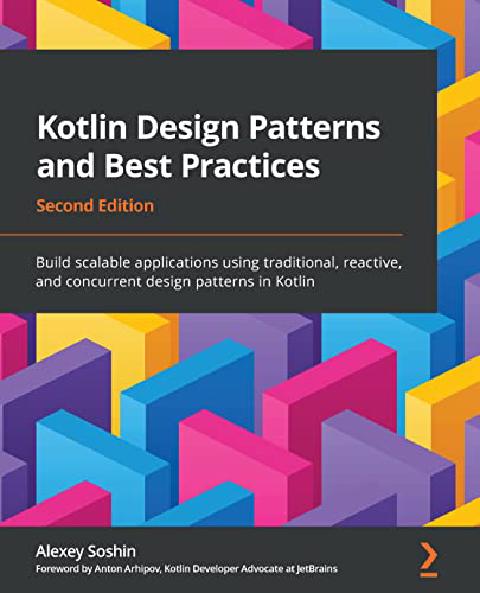 Kotlin Design Patterns
and Best Practices
Second Edition
Build scalable applications using traditional, reactive,
and concurrent design patterns in Kotlin
Alexey Soshin
Foreword by Anton Arhipov, Kotlin Developer Advocate at JetBrains